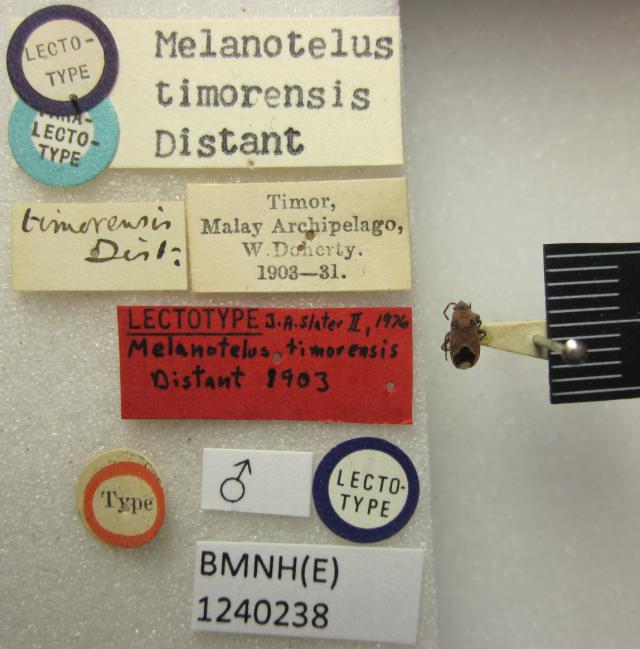 LECTO-
TYPE
Melanotelus
timorensis
Distant
PARA-
LECTO-
TYPE
timorensis
Dist:
Timor,
Malay Archipelago,
W. Doherty.
1903—31.
LECTOTYPE J.A. Slater II, 1976
Melanotelus timorensis
Distant 1903
Type
♂
LECTO-
TYPE
BMNH(E)
1240238